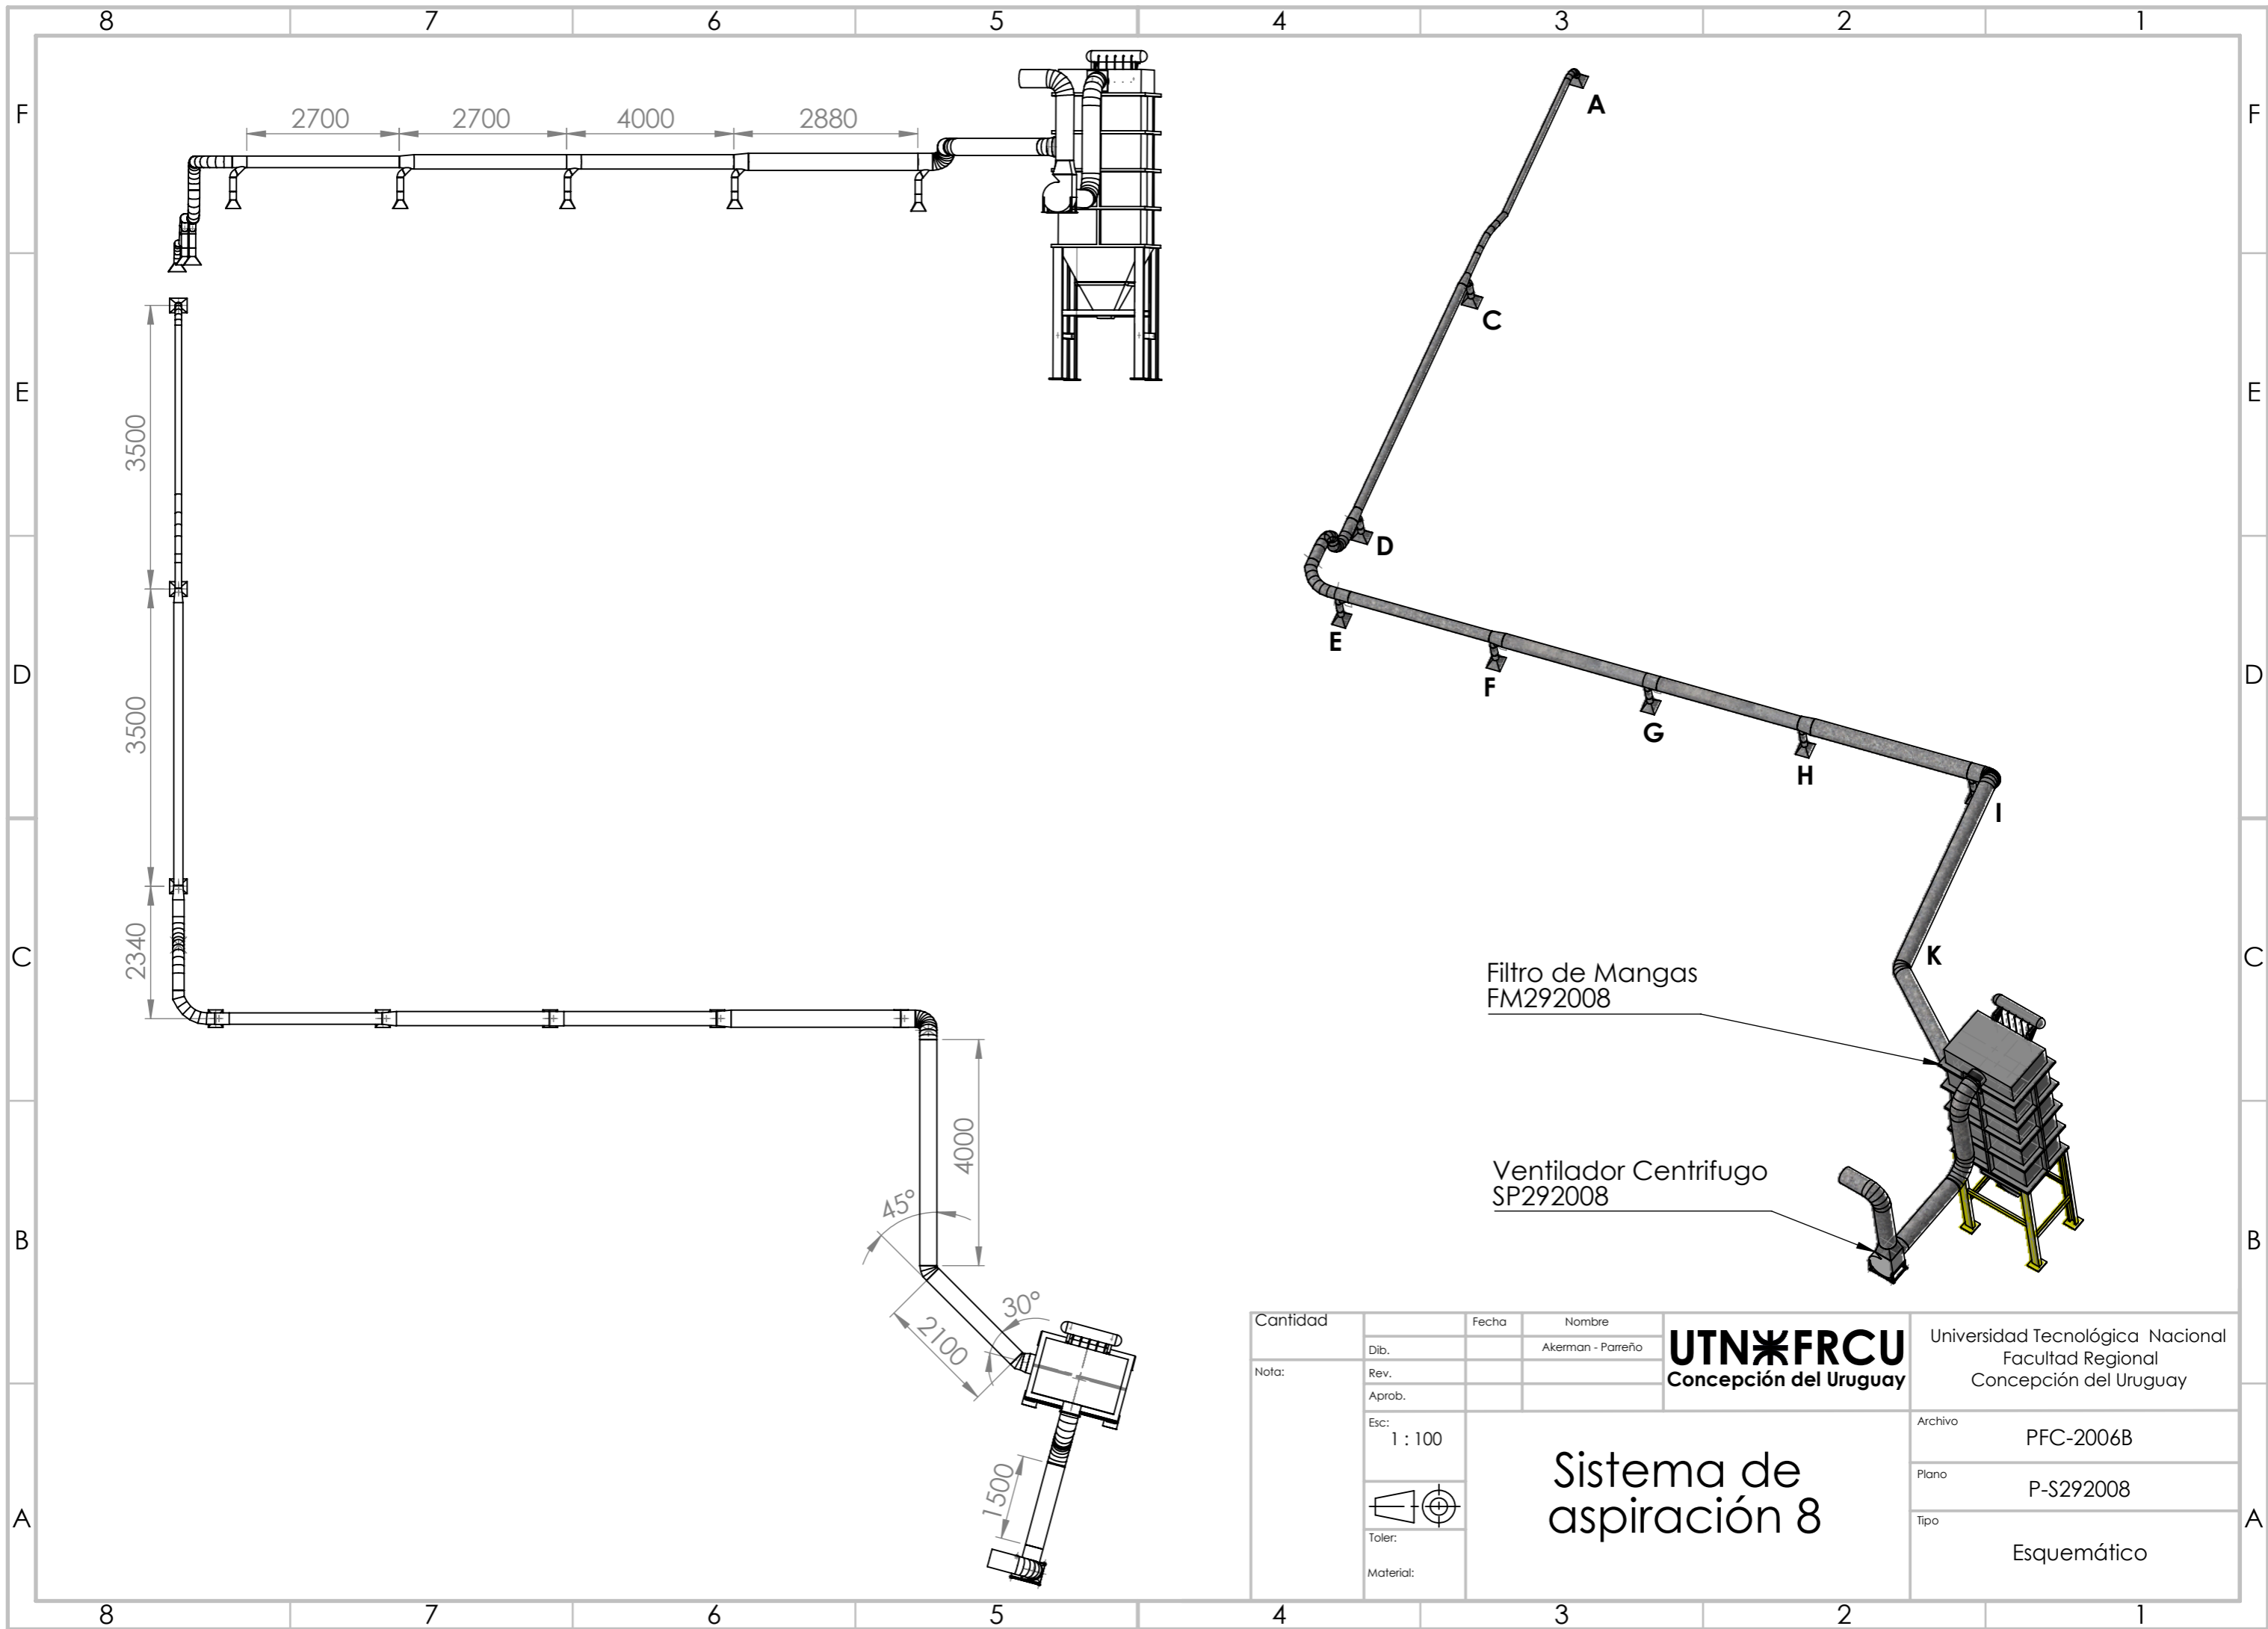 8 7 6 5 4 3 2 1
F
E
D
C
B
A
F
E
D
C
B
A
2700 2700 4000 2880
3500
3500
2340
4000
45°
30°
2100
1500
A
C
D
E
F
G
H
I
K
Filtro de Mangas
FM292008
Ventilador Centrifugo
SP292008
Cantidad
Nota:
Fecha Nombre
Dib. Akerman - Parreño
Rev.
Aprob.
Esc:
1 : 100
Toler:
Material:
UTN FRCU
Concepción del Uruguay
Universidad Tecnológica Nacional
Facultad Regional
Concepción del Uruguay
Sistema de
aspiración 8
Archivo
PFC-2006B
Plano
P-S292008
Tipo
Esquemático
8 7 6 5 4 3 2 1